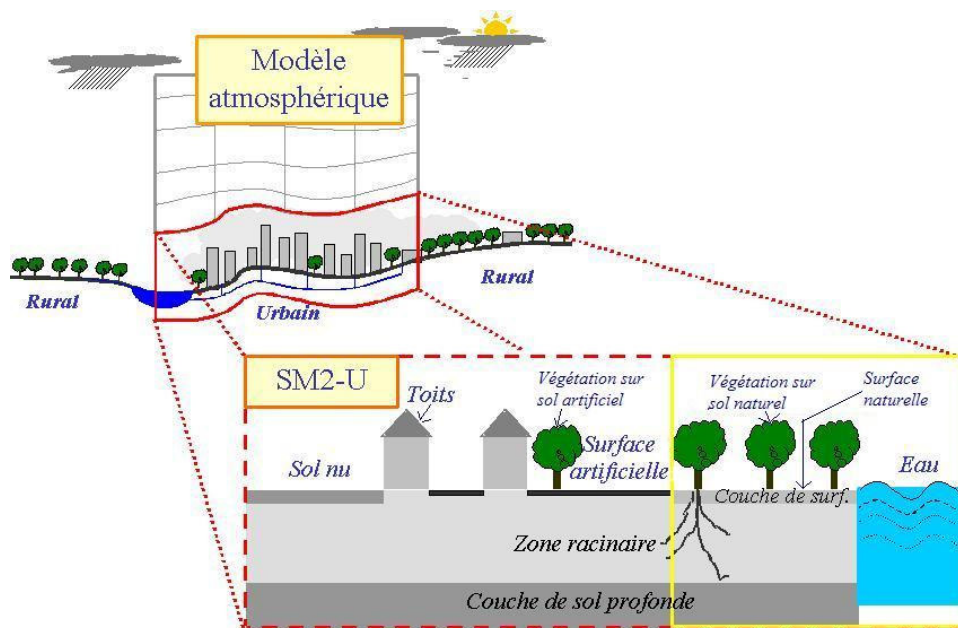 Modèle
atmosphérique
Rural
Urbain
Rural
SM2-U
Toits
Végétation sur
sol artificiel
Végétation sur
sol naturel
Surface
naturelle
Sol nu
Surface
artificielle
Eau
Couche de surf.
Zone racinaire
Couche de sol profonde